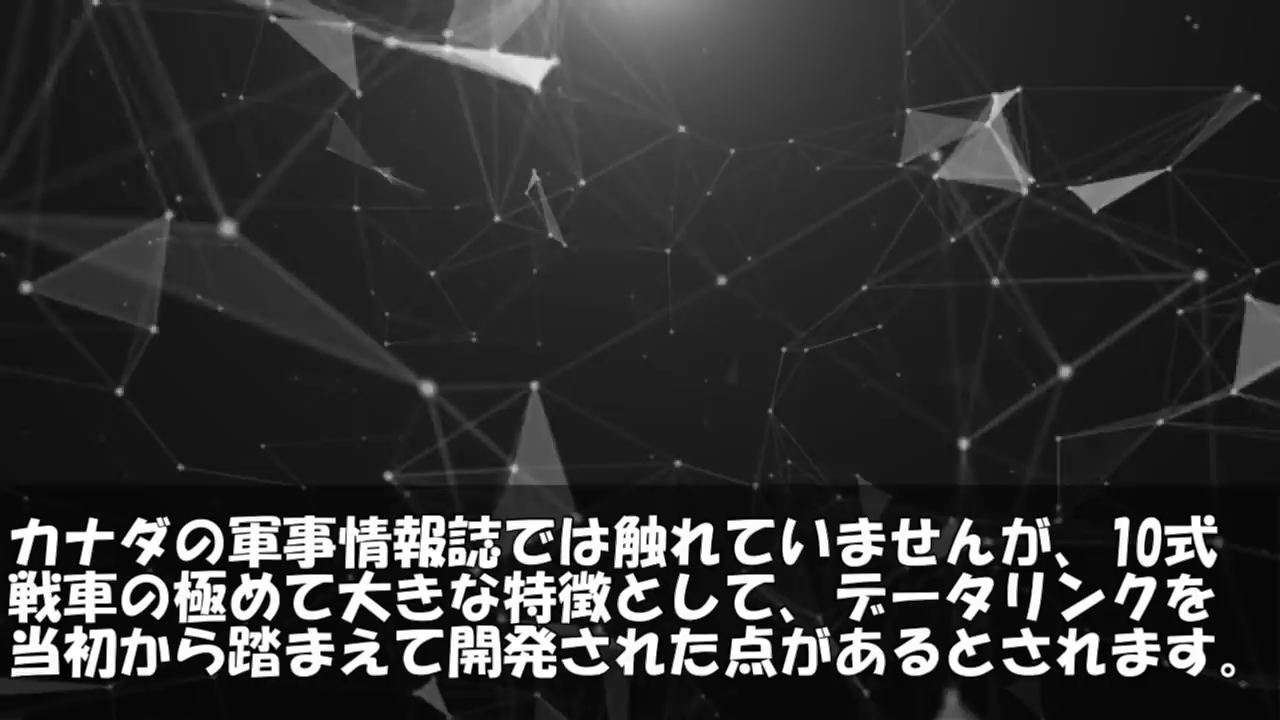 カナダの軍事情報誌では触れていませんが、10式
戦車の極めて大きな特徴として、データリンクを
当初から踏まえて開発された点があるとされます。